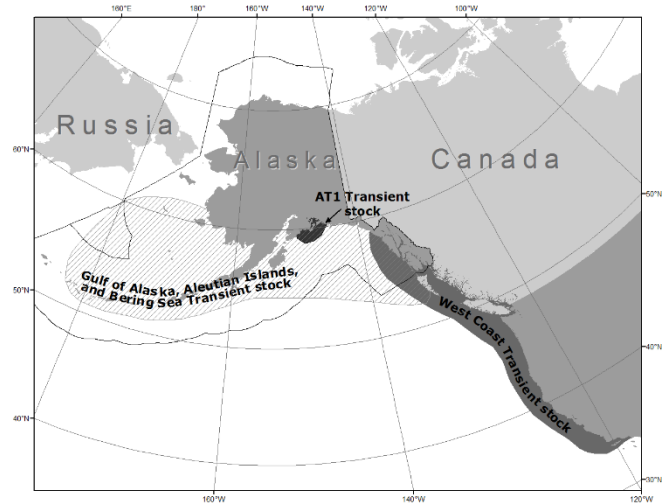 160°E
180°W
160°W
140°W
120°W
100°W
Russia
Alaska
Canada
60°N
50°N
AT1 Transient
stock
Gulf of Alaska, Aleutian Islands,
and Bering Sea Transient stock
West Coast Transient stock
50°N
40°N
40°N
30°N
160°W
140°W
120°W